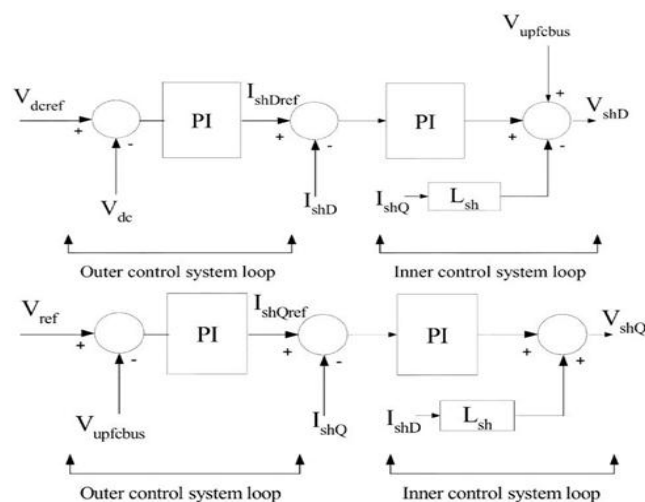 V_upfcbus
V_dcref + - PI I_shDref + - PI + + - V_shD
V_dc I_shD I_shQ L_sh
Outer control system loop Inner control system loop
V_ref + - PI I_shQref + - PI + + V_shQ
V_upfcbus I_shQ I_shD L_sh
Outer control system loop Inner control system loop